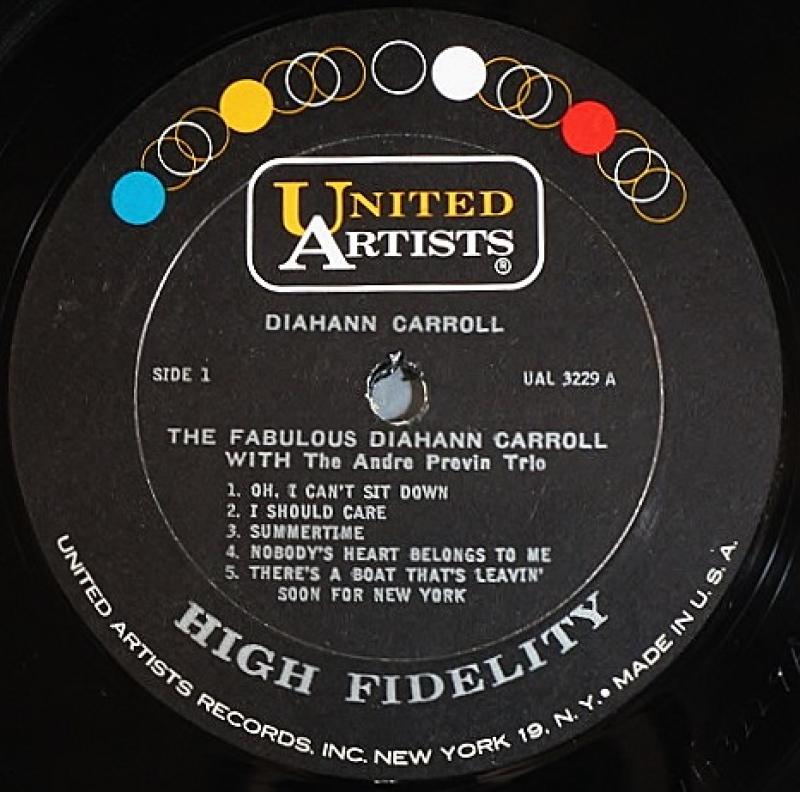 UNITED
ARTISTS
®
DIAHANN CARROLL
SIDE 1
UAL 3229 A
THE FABULOUS DIAHANN CARROLL
WITH The Andre Previn Trio
1. OH, I CAN'T SIT DOWN
2. I SHOULD CARE
3. SUMMERTIME
4. NOBODY'S HEART BELONGS TO ME
5. THERE'S A BOAT THAT'S LEAVIN'
SOON FOR NEW YORK
HIGH FIDELITY
UNITED ARTISTS RECORDS, INC. NEW YORK 19, N. Y. • MADE IN U. S. A.